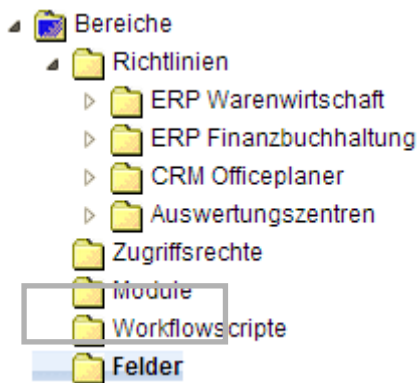 Bereiche
Richtlinien
ERP Warenwirtschaft
ERP Finanzbuchhaltung
CRM Officeplaner
Auswertungszentren
Zugriffsrechte
Module
Workflowscripte
Felder